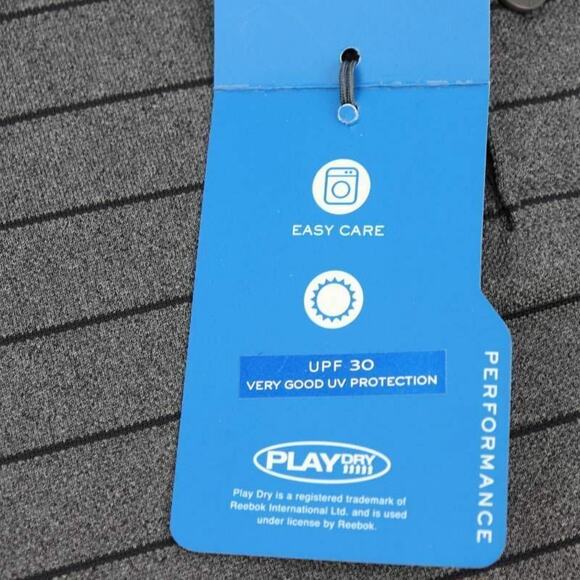 EASY CARE
UPF 30
VERY GOOD UV PROTECTION
PERFORMANCE
PLAYDRY
Play Dry is a registered trademark of
Reebok International Ltd. and is used
under license by Reebok.